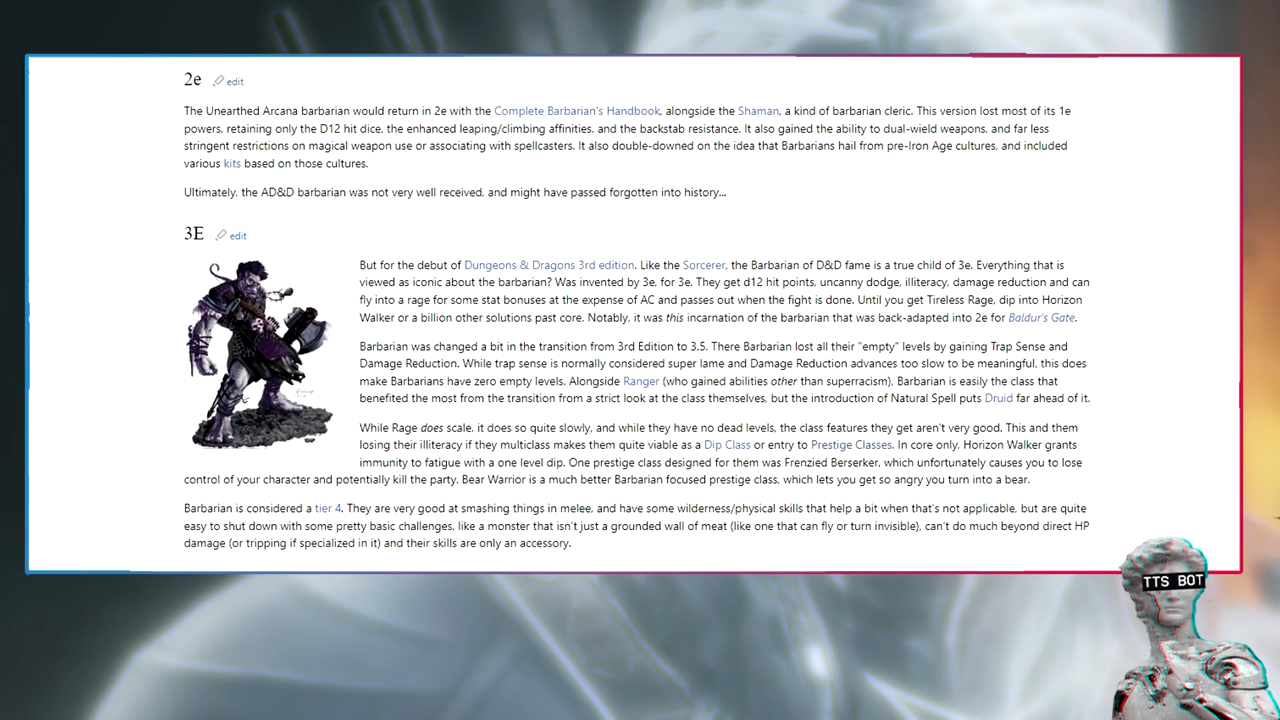 2e edit
The Unearthed Arcana barbarian would return in 2e with the Complete Barbarian's Handbook, alongside the Shaman, a kind of barbarian cleric. This version lost most of its 1e
powers, retaining only the D12 hit dice, the enhanced leaping/climbing affinities, and the backstab resistance. It also gained the ability to dual-wield weapons, and far less
stringent restrictions on magical weapon use or associating with spellcasters. It also double-downed on the idea that Barbarians hail from pre-Iron Age cultures, and included
various kits based on those cultures.
Ultimately, the AD&D barbarian was not very well received, and might have passed forgotten into history...
3E edit
But for the debut of Dungeons & Dragons 3rd edition. Like the Sorcerer, the Barbarian of D&D fame is a true child of 3e. Everything that is
viewed as iconic about the barbarian? Was invented by 3e, for 3e. They get d12 hit points, uncanny dodge, illiteracy, damage reduction and can
fly into a rage for some stat bonuses at the expense of AC and passes out when the fight is done. Until you get Tireless Rage, dip into Horizon
Walker or a billion other solutions past core. Notably, it was this incarnation of the barbarian that was back-adapted into 2e for Baldur's Gate.
Barbarian was changed a bit in the transition from 3rd Edition to 3.5. There Barbarian lost all their "empty" levels by gaining Trap Sense and
Damage Reduction. While trap sense is normally considered super lame and Damage Reduction advances too slow to be meaningful, this does
make Barbarians have zero empty levels. Alongside Ranger (who gained abilities other than superracism), Barbarian is easily the class that
benefited the most from the transition from a strict look at the class themselves, but the introduction of Natural Spell puts Druid far ahead of it.
While Rage does scale, it does so quite slowly, and while they have no dead levels, the class features they get aren't very good. This and them
losing their illiteracy if they multiclass makes them quite viable as a Dip Class or entry to Prestige Classes. In core only, Horizon Walker grants
immunity to fatigue with a one level dip. One prestige class designed for them was Frenzied Berserker, which unfortunately causes you to lose
control of your character and potentially kill the party. Bear Warrior is a much better Barbarian focused prestige class, which lets you get so angry you turn into a bear.
Barbarian is considered a tier 4. They are very good at smashing things in melee, and have some wilderness/physical skills that help a bit when that's not applicable, but are quite
easy to shut down with some pretty basic challenges, like a monster that isn't just a grounded wall of meat (like one that can fly or turn invisible), can't do much beyond direct HP
damage (or tripping if specialized in it) and their skills are only an accessory.
TTS BOT